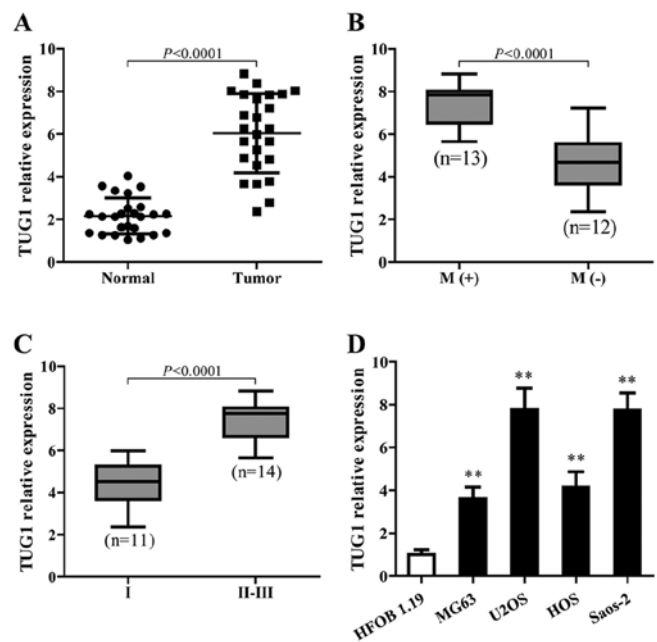 A
P<0.0001
TUG1 relative expression
10
8
6
4
2
0
Normal
Tumor
B
P<0.0001
TUG1 relative expression
10
8
6
4
2
0
(n=13)
(n=12)
M (+)
M (-)
C
P<0.0001
TUG1 relative expression
10
8
6
4
2
0
(n=11)
(n=14)
I
II-III
D
TUG1 relative expression
10
8
6
4
2
0
**
**
**
**
HFOB 1.19
MG63
U2OS
HOS
Saos-2